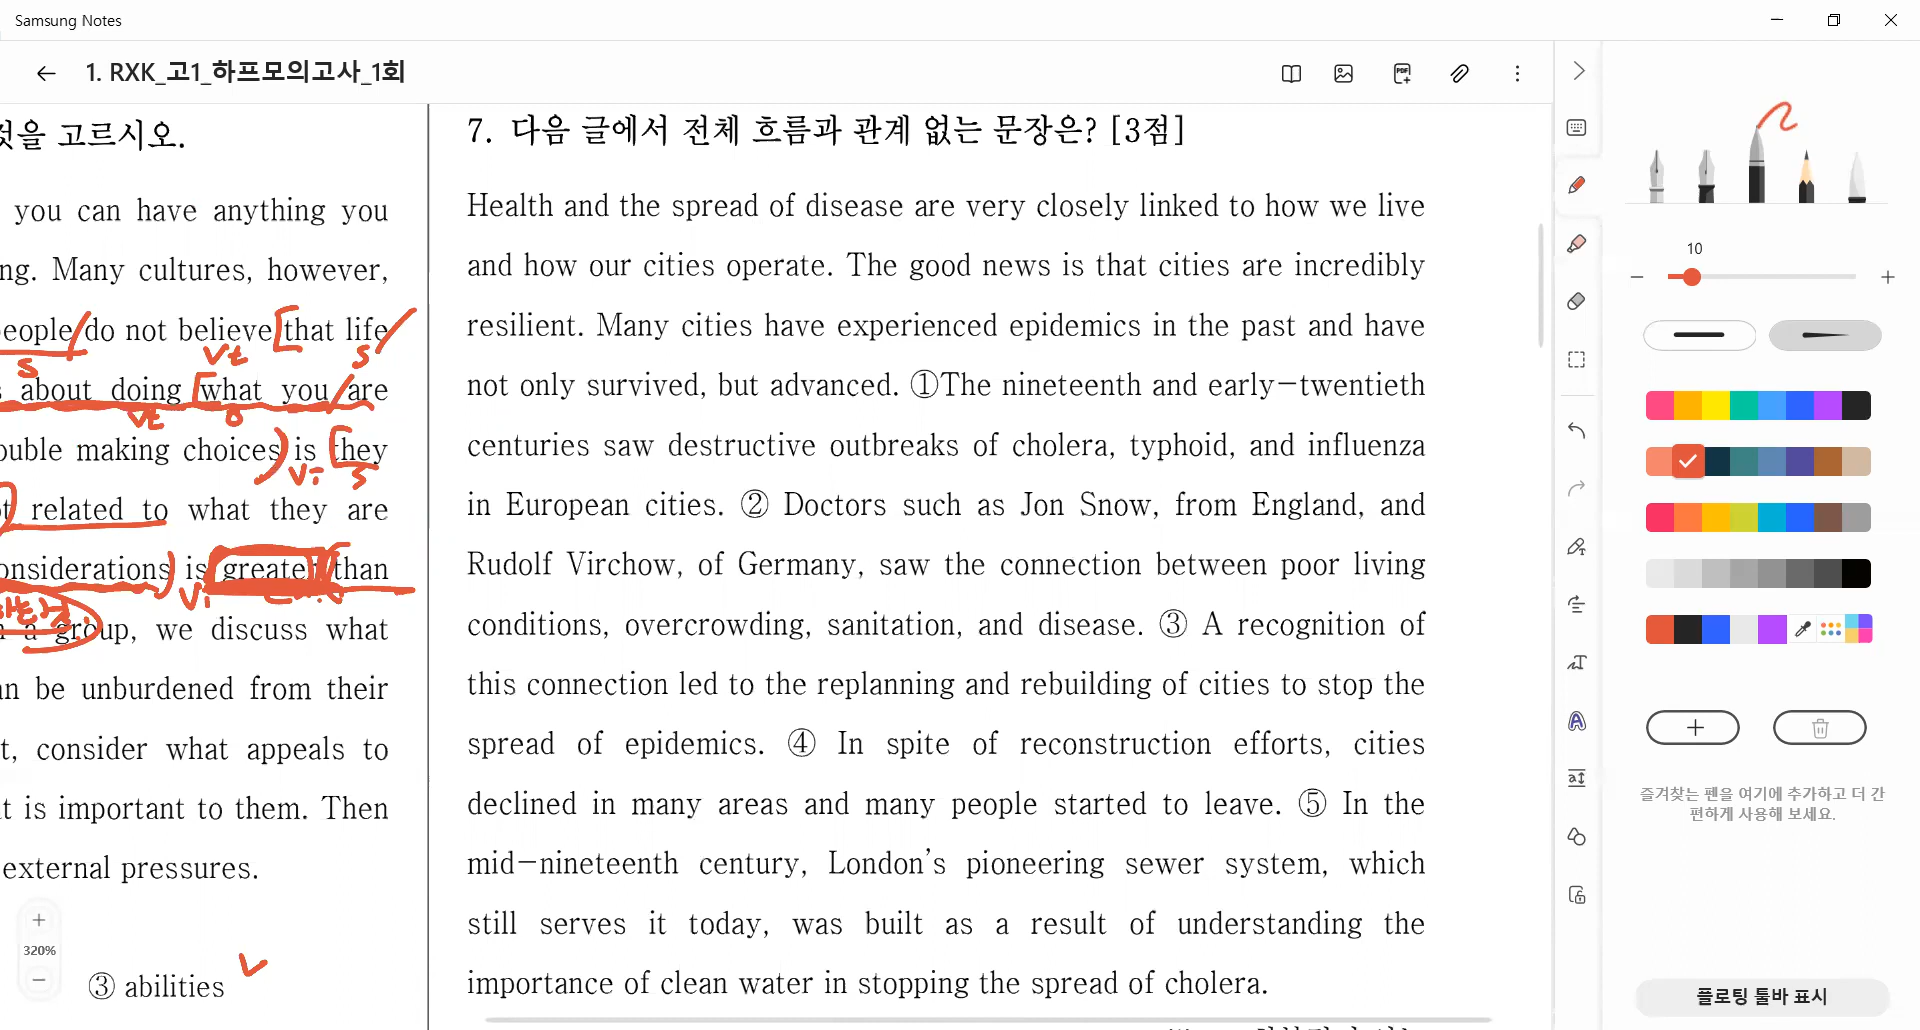 Samsung Notes
1. RXK_고1_하프모의고사_1회
것을 고르시오.
you can have anything you
ng. Many cultures, however,
people do not believe that life
s Vt s
about doing what you are
Vt o
ouble making choices is they
Vi s
related to what they are
onsiderations is greater than
Vi
하는것
a group, we discuss what
an be unburdened from their
t, consider what appeals to
t is important to them. Then
external pressures.
③ abilities
320%
7. 다음 글에서 전체 흐름과 관계 없는 문장은? [3점]
Health and the spread of disease are very closely linked to how we live
and how our cities operate. The good news is that cities are incredibly
resilient. Many cities have experienced epidemics in the past and have
not only survived, but advanced. ①The nineteenth and early-twentieth
centuries saw destructive outbreaks of cholera, typhoid, and influenza
in European cities. ② Doctors such as Jon Snow, from England, and
Rudolf Virchow, of Germany, saw the connection between poor living
conditions, overcrowding, sanitation, and disease. ③ A recognition of
this connection led to the replanning and rebuilding of cities to stop the
spread of epidemics. ④ In spite of reconstruction efforts, cities
declined in many areas and many people started to leave. ⑤ In the
mid-nineteenth century, London's pioneering sewer system, which
still serves it today, was built as a result of understanding the
importance of clean water in stopping the spread of cholera.
10
즐겨찾는 펜을 여기에 추가하고 더 간
편하게 사용해 보세요.
플로팅 툴바 표시